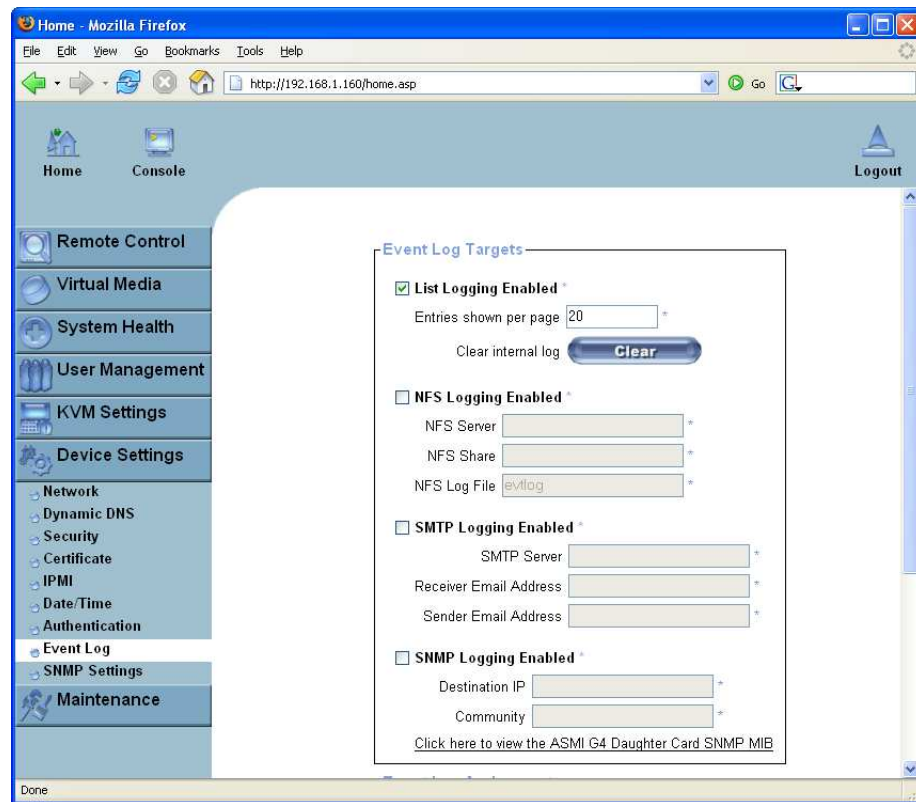 Home - Mozilla Firefox
File Edit View Go Bookmarks Tools Help
http://192.168.1.160/home.asp Go G
Home Console Logout
Remote Control
Virtual Media
System Health
User Management
KVM Settings
Device Settings
Network
Dynamic DNS
Security
Certificate
IPMI
Date/Time
Authentication
Event Log
SNMP Settings
Maintenance
Event Log Targets
List Logging Enabled *
Entries shown per page 20 *
Clear internal log Clear
NFS Logging Enabled *
NFS Server *
NFS Share *
NFS Log File evtlog *
SMTP Logging Enabled *
SMTP Server *
Receiver Email Address *
Sender Email Address *
SNMP Logging Enabled *
Destination IP *
Community *
Click here to view the ASMI G4 Daughter Card SNMP MIB
Done